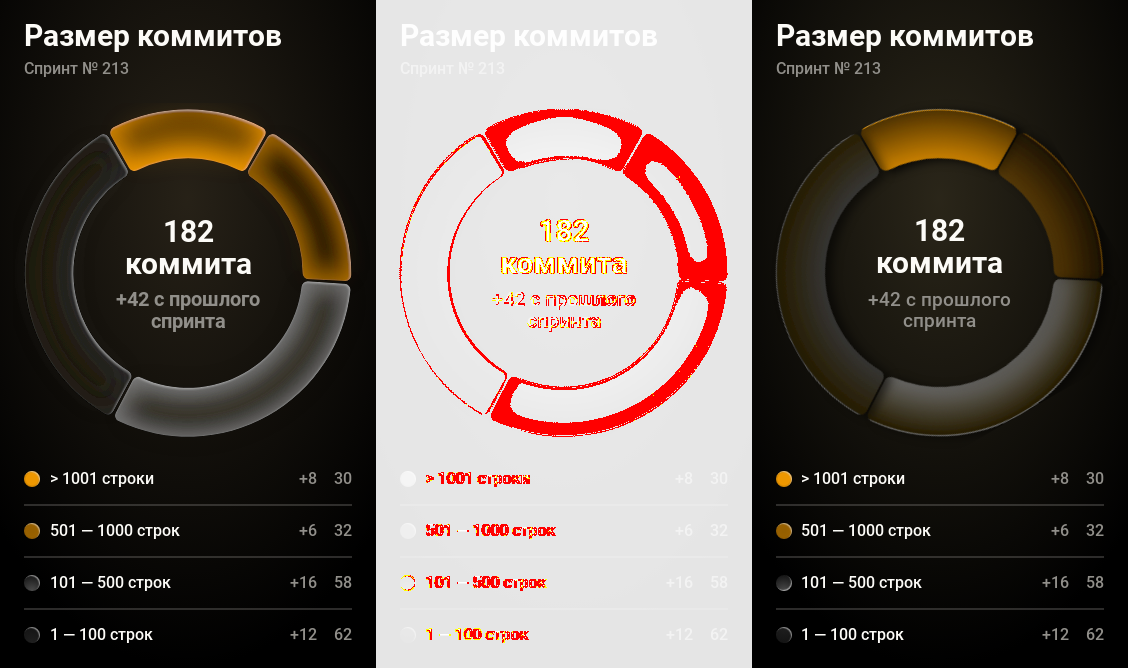 Размер коммитов
Спринт № 213
182
коммита
+42 с прошлого
спринта
> 1001 строки +8 30
501 — 1000 строк +6 32
101 — 500 строк +16 58
1 — 100 строк +12 62
Размер коммитов
Спринт № 213
182
коммита
+42 с прошлого
спринта
> 1001 строки +8 30
501 — 1000 строк +6 32
101 — 500 строк +16 58
1 — 100 строк +12 62
Размер коммитов
Спринт № 213
182
коммита
+42 с прошлого
спринта
> 1001 строки +8 30
501 — 1000 строк +6 32
101 — 500 строк +16 58
1 — 100 строк +12 62